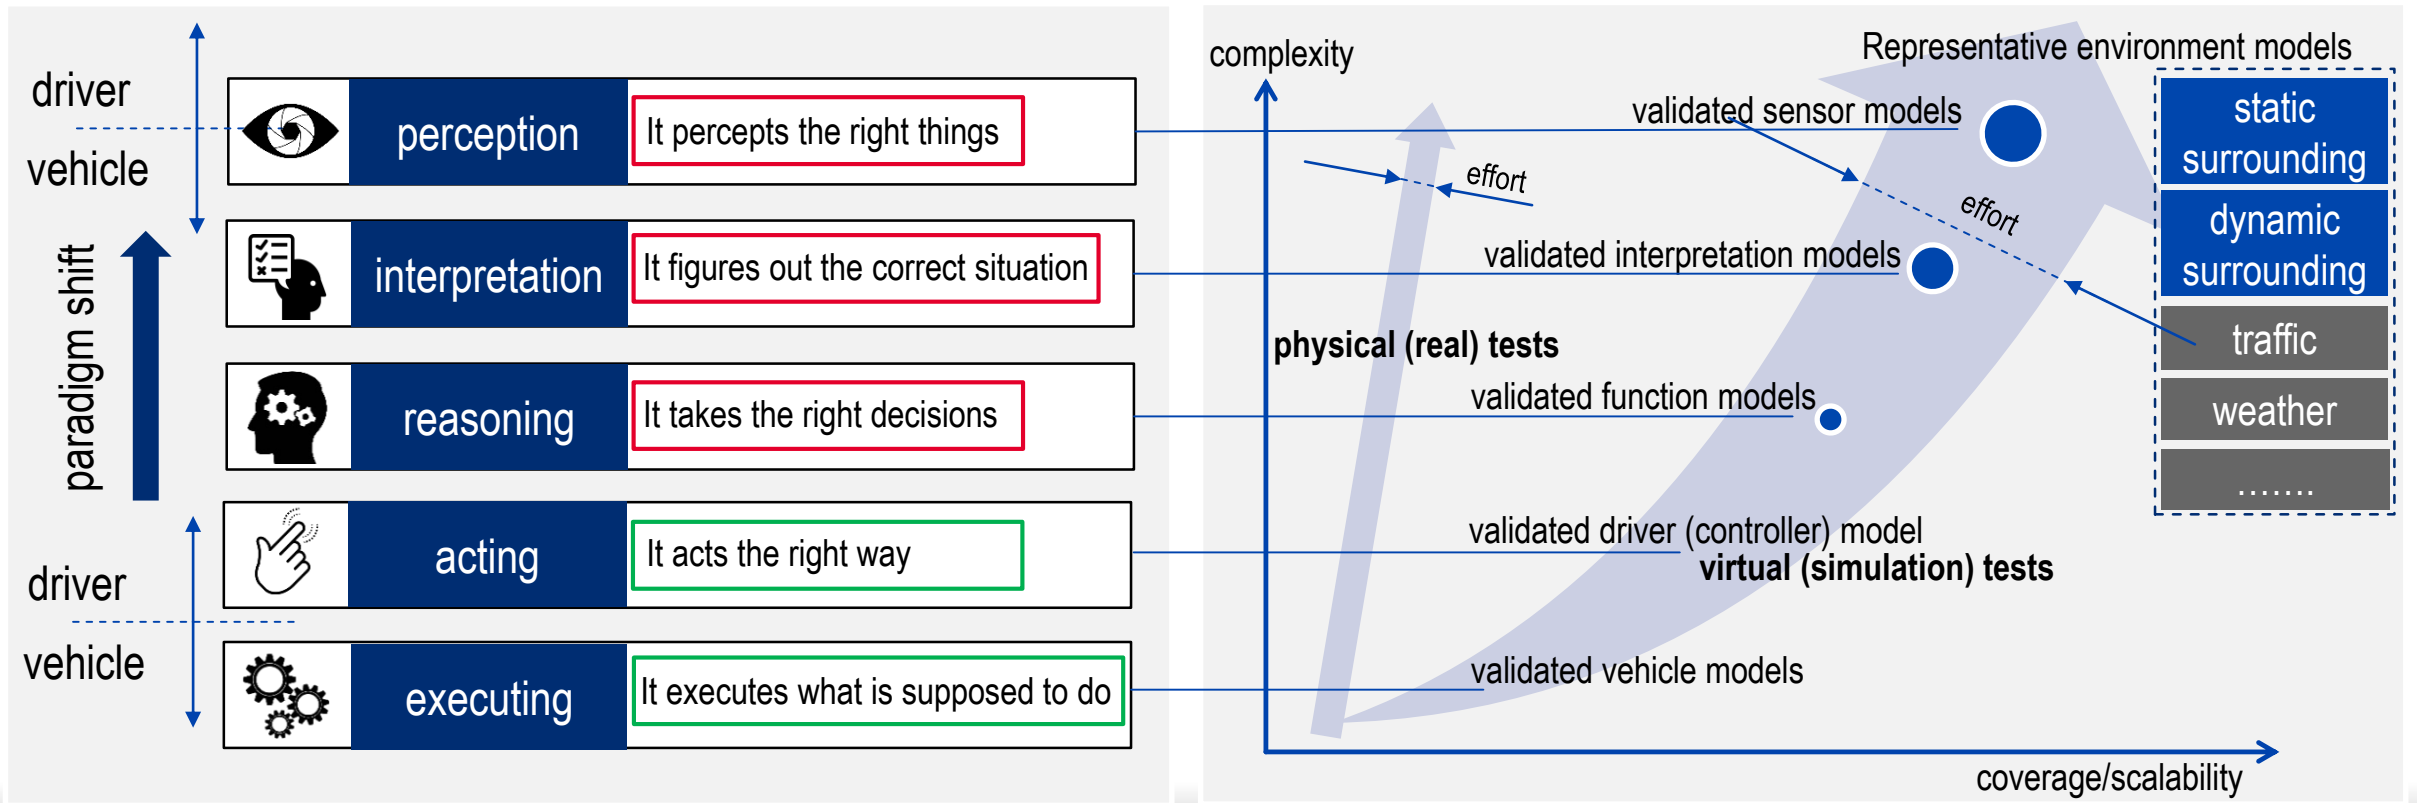 driver
vehicle
paradigm shift
driver
vehicle
perception
It percepts the right things
interpretation
It figures out the correct situation
reasoning
It takes the right decisions
acting
It acts the right way
executing
It executes what is supposed to do
complexity
Representative environment models
validated sensor models
effort
effort
validated interpretation models
physical (real) tests
validated function models
validated driver (controller) model
virtual (simulation) tests
validated vehicle models
coverage/scalability
static
surrounding
dynamic
surrounding
traffic
weather
.......